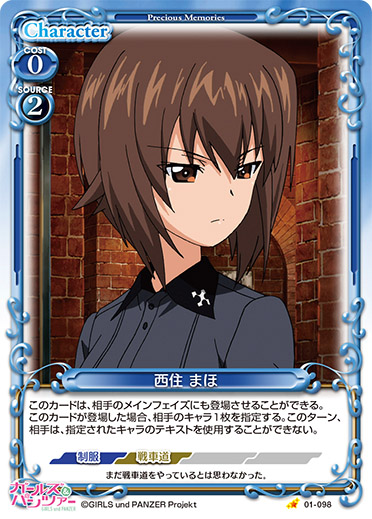 Precious Memories
Character
COST
0
SOURCE
2
西住 まほ
このカードは、相手のメインフェイズにも登場させることができる。
このカードが登場した場合、相手のキャラ1枚を指定する。このターン、
相手は、指定されたキャラのテキストを使用することができない。
制服 戦車道
まだ戦車道をやっているとは思わなかった。
ガールズ&パンツァー
GIRLS und PANZER
©GIRLS und PANZER Projekt 01-098